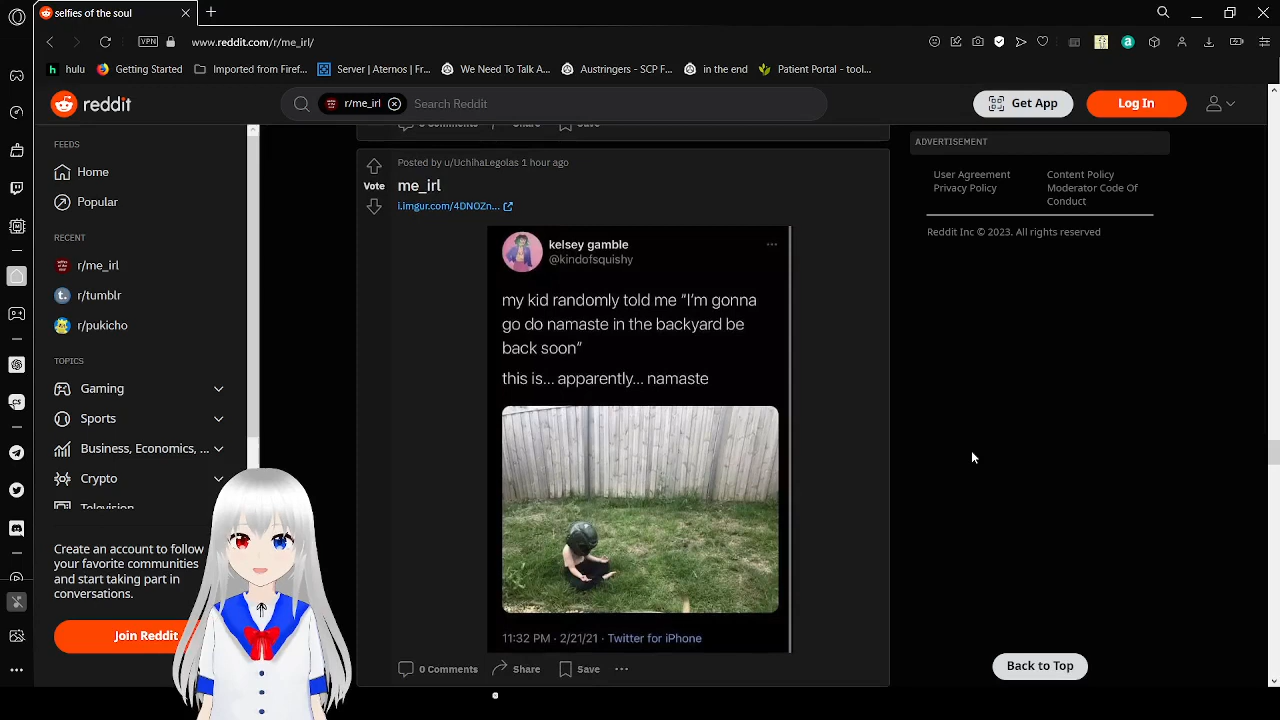 selfies of the soul
VPN
www.reddit.com/r/me_irl/
hulu
Getting Started
Imported from Firef...
Server | Aternos | Fr...
We Need To Talk A...
Austringers - SCP F...
in the end
Patient Portal - tool...
reddit
r/me_irl
Search Reddit
Get App
Log In
FEEDS
Home
Popular
RECENT
r/me_irl
r/tumblr
r/pukicho
TOPICS
Gaming
Sports
Business, Economics, ...
Crypto
Television
Create an account to follow
your favorite communities
and start taking part in
conversations.
Join Reddit
0 Comments
Share
Save
Posted by u/UchihaLegolas 1 hour ago
Vote
me_irl
i.imgur.com/4DNOZn...
kelsey gamble
@kindofsquishy
my kid randomly told me "I'm gonna
go do namaste in the backyard be
back soon"
this is... apparently... namaste
11:32 PM · 2/21/21 · Twitter for iPhone
0 Comments
Share
Save
ADVERTISEMENT
User Agreement
Privacy Policy
Content Policy
Moderator Code Of
Conduct
Reddit Inc © 2023. All rights reserved
Back to Top